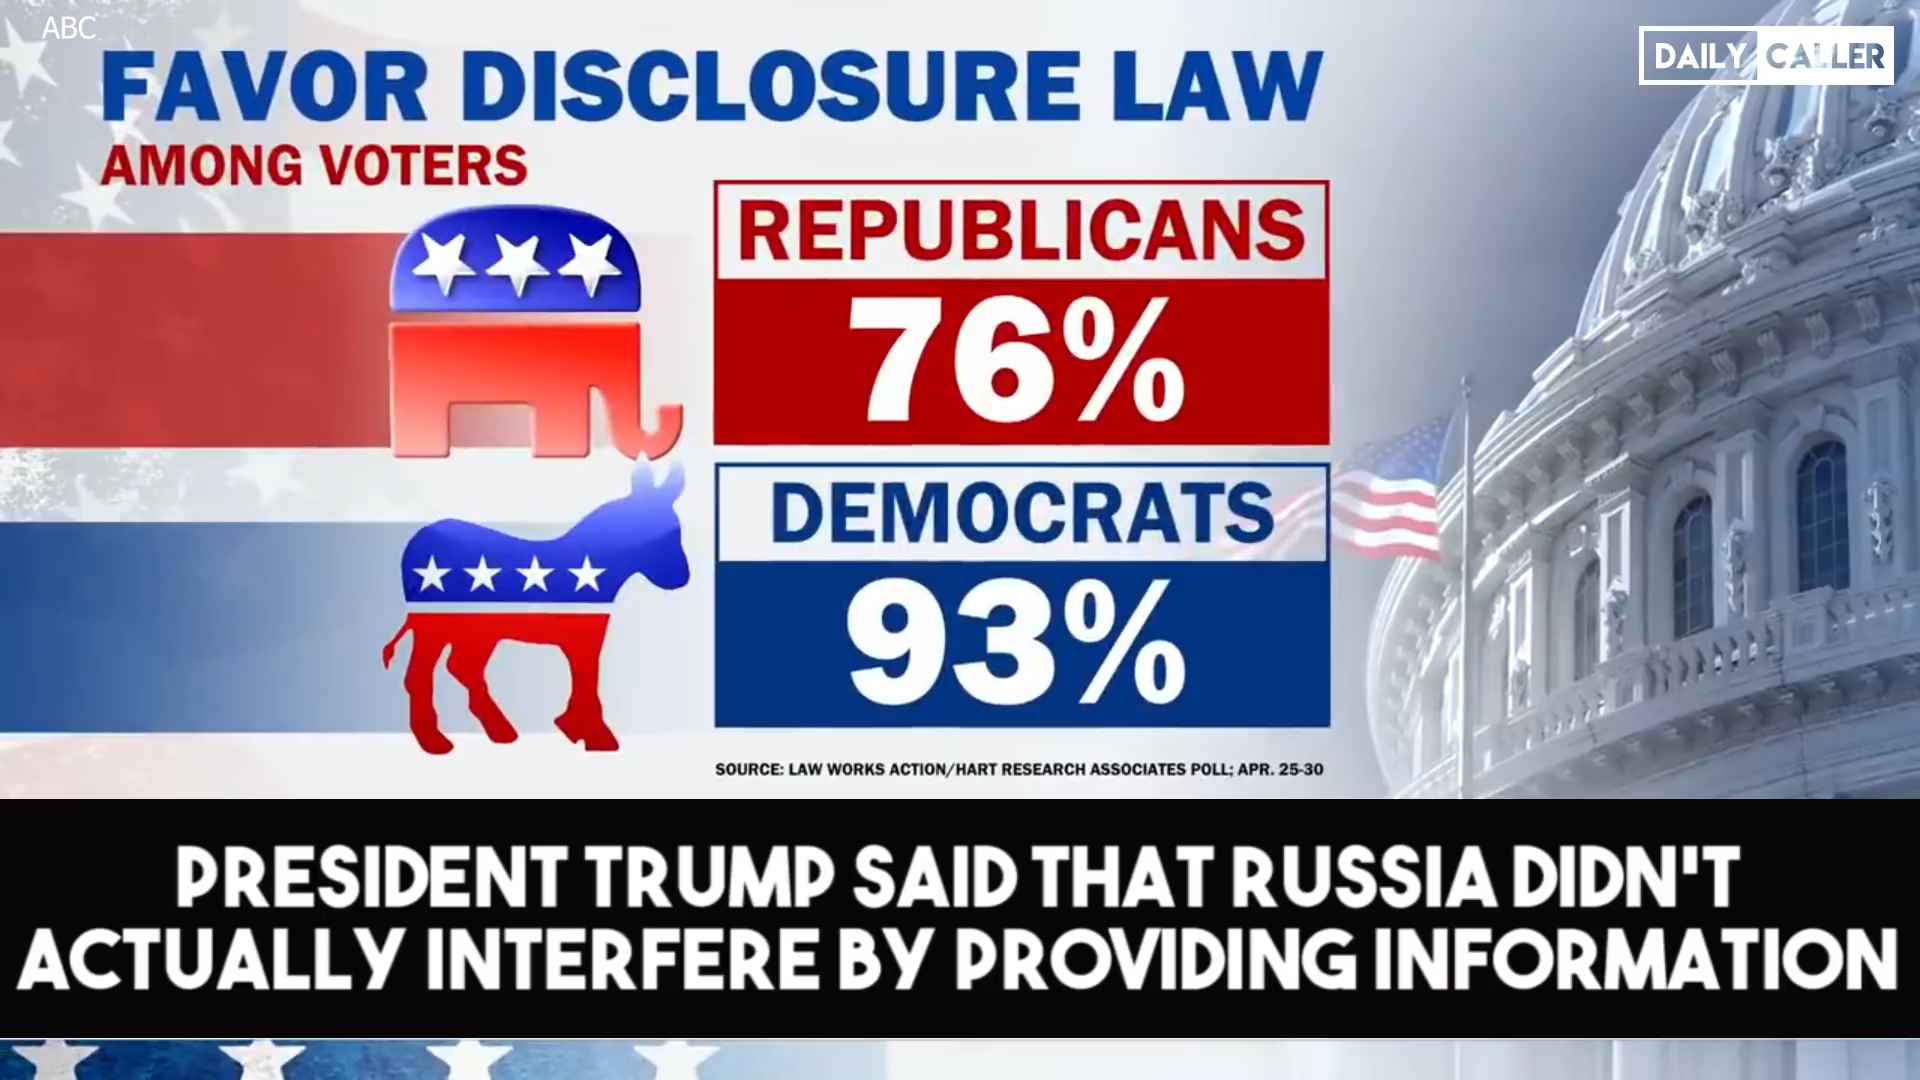 ABC
DAILY CALLER
FAVOR DISCLOSURE LAW
AMONG VOTERS
REPUBLICANS
76%
DEMOCRATS
93%
SOURCE: LAW WORKS ACTION/HART RESEARCH ASSOCIATES POLL; APR. 25-30
PRESIDENT TRUMP SAID THAT RUSSIA DIDN'T
ACTUALLY INTERFERE BY PROVIDING INFORMATION